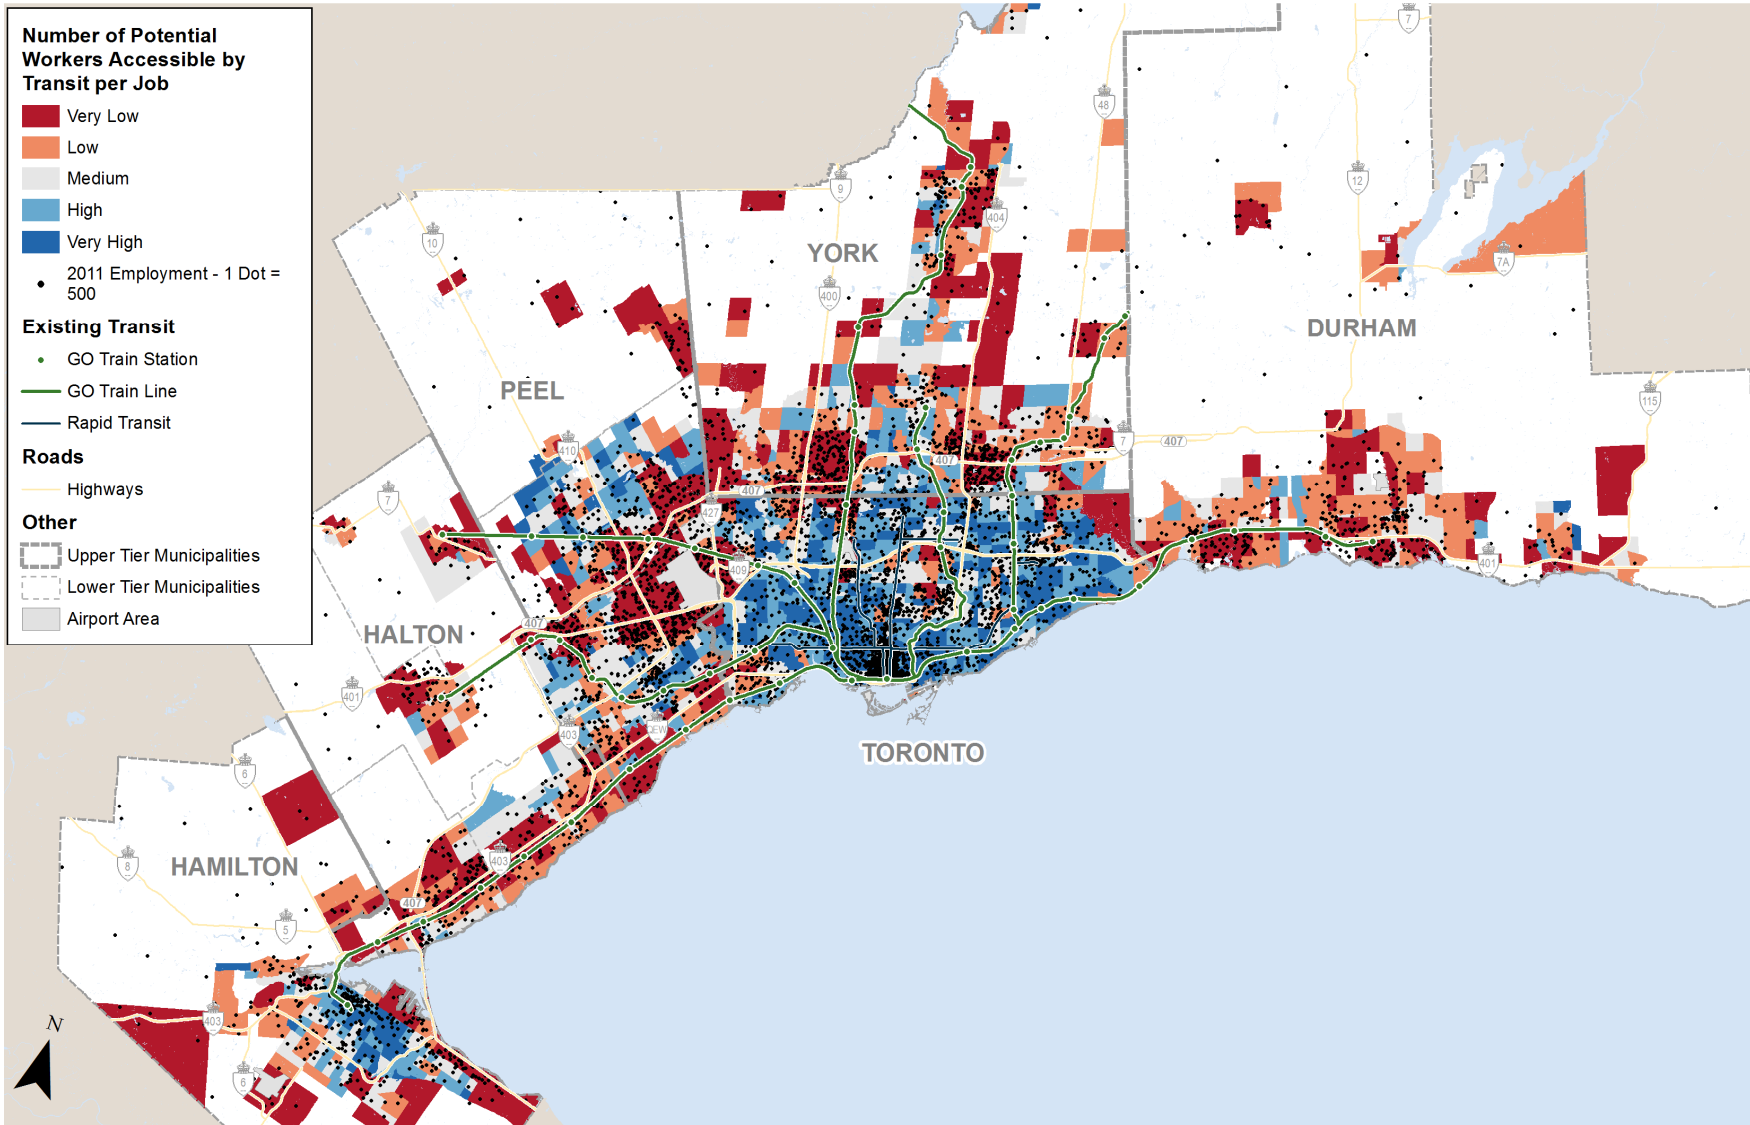 Number of Potential
Workers Accessible by
Transit per Job
Very Low
Low
Medium
High
Very High
2011 Employment - 1 Dot =
500
Existing Transit
GO Train Station
GO Train Line
Rapid Transit
Roads
Highways
Other
Upper Tier Municipalities
Lower Tier Municipalities
Airport Area
N
7
48
12
9
404
10
YORK
7A
400
DURHAM
PEEL
115
410
7
407
407
7
407
427
409
401
407
HALTON
401
403
QEW
TORONTO
6
403
HAMILTON
8
407
5
403
6